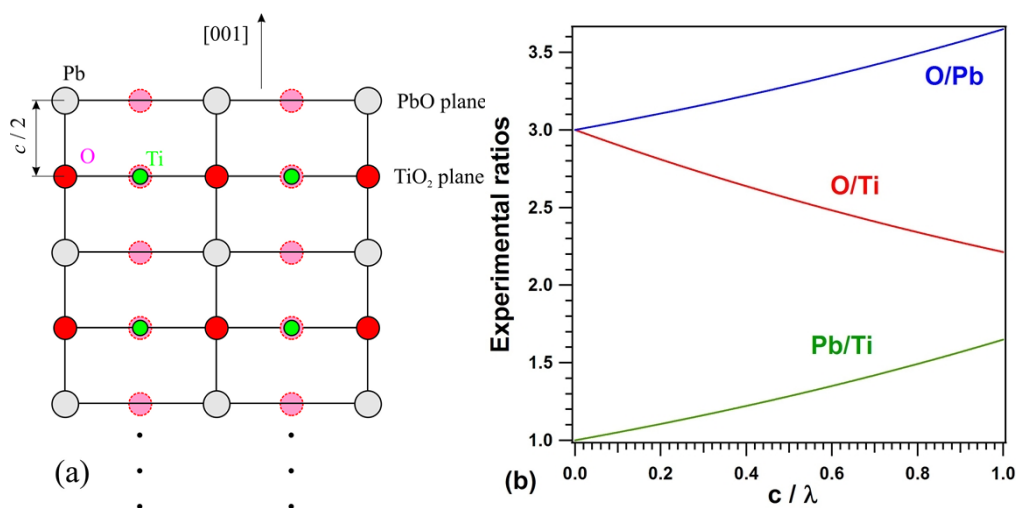 [001]
Pb
PbO plane
c / 2
O
Ti
TiO2 plane
(a)
Experimental ratios
3.5
3.0
2.5
2.0
1.5
1.0
O/Pb
O/Ti
Pb/Ti
0.0 0.2 0.4 0.6 0.8 1.0
(b)
c / λ